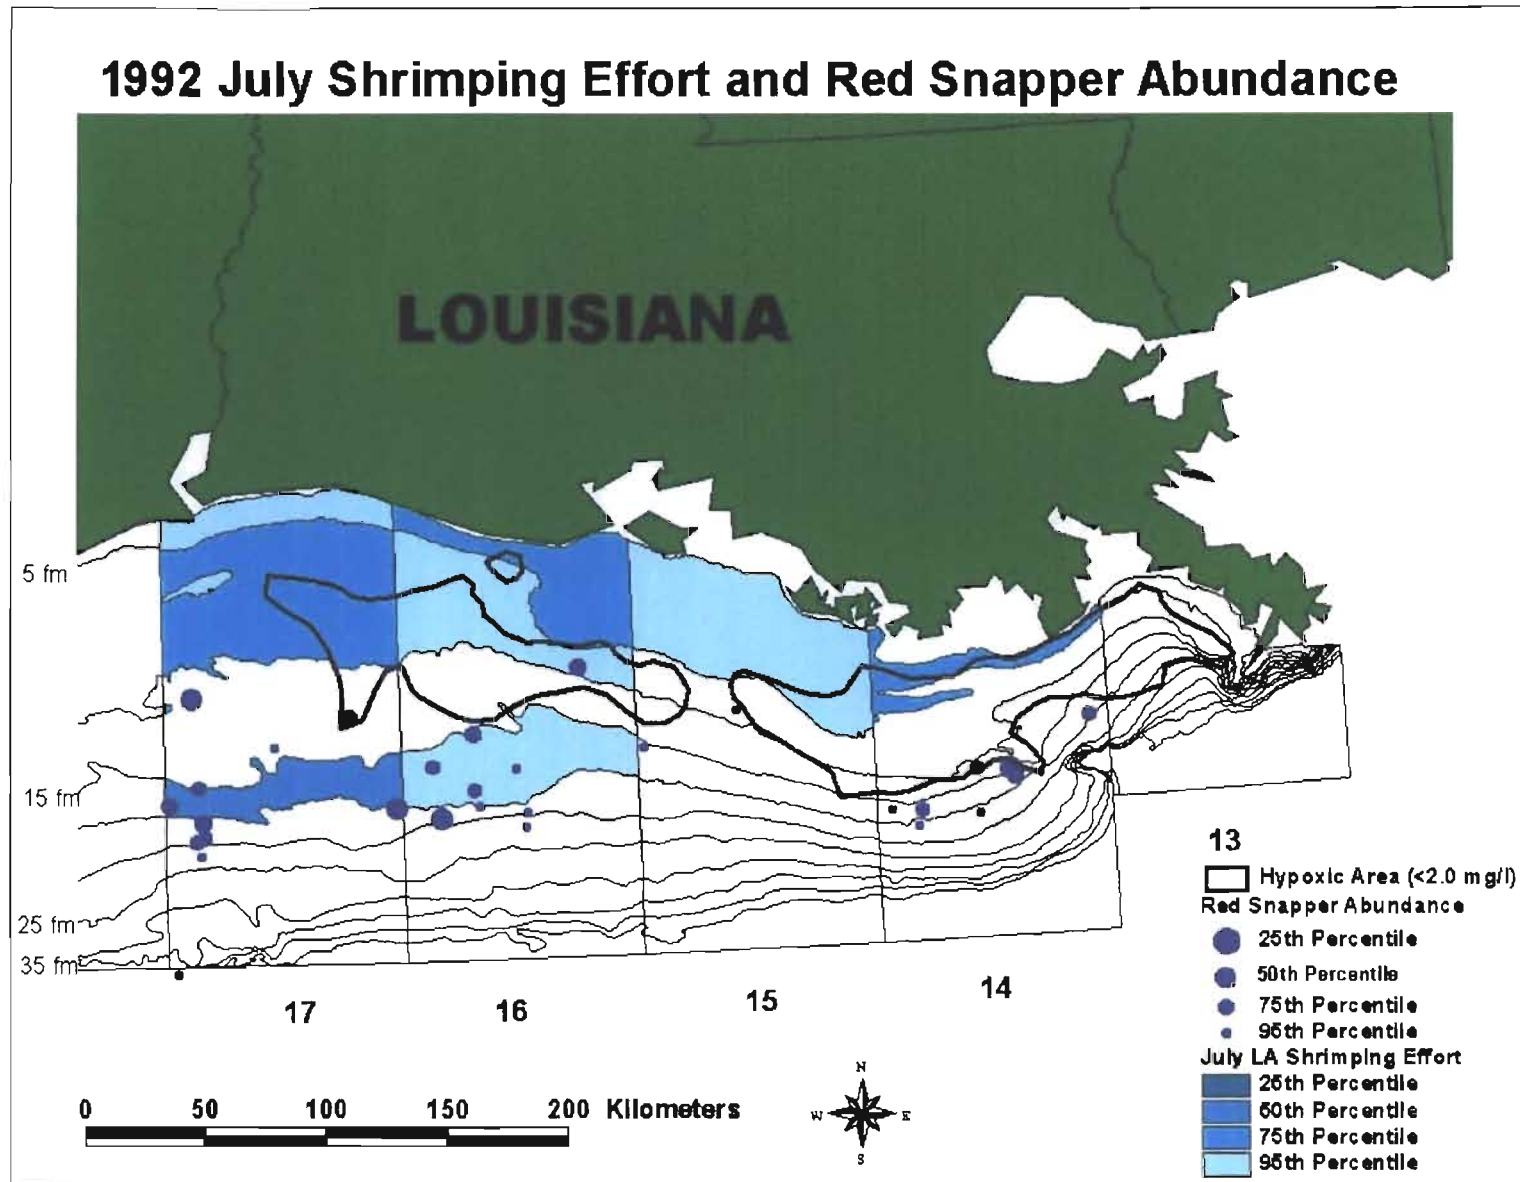 1992 July Shrimping Effort and Red Snapper Abundance
LOUISIANA
5 fm
15 fm
25 fm
35 fm
13
14
15
16
17
Hypoxic Area (<2.0 mg/l)
Red Snapper Abundance
25th Percentile
50th Percentile
75th Percentile
95th Percentile
July LA Shrimping Effort
25th Percentile
50th Percentile
75th Percentile
95th Percentile
0 50 100 150 200 Kilometers
N
W E
S